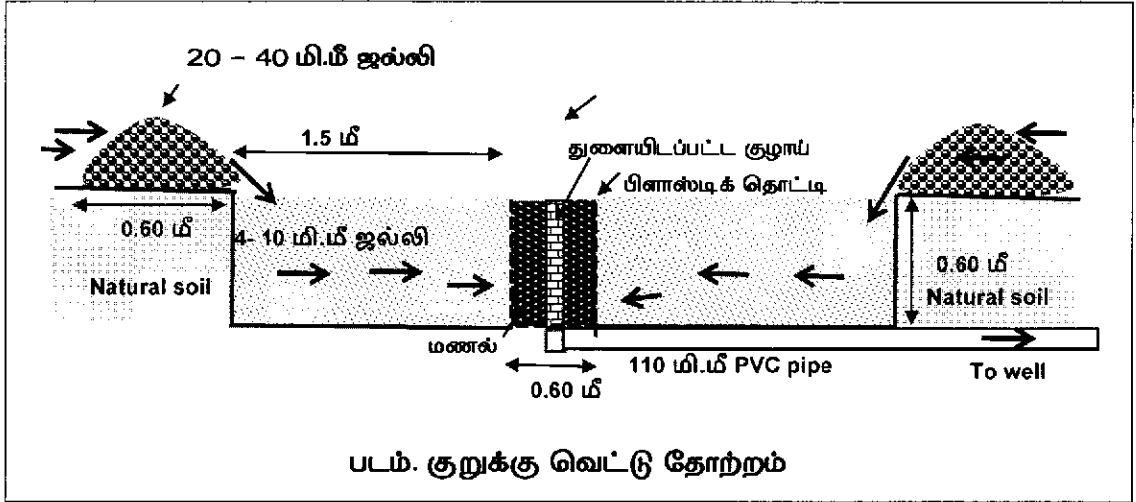 20 – 40 மி.மீ ஜல்லி
1.5 மீ
துளையிடப்பட்ட குழாய்
பிளாஸ்டிக் தொட்டி
0.60 மீ
4- 10 மி.மீ ஜல்லி
0.60 மீ
Natural soil
Natural soil
மணல்
110 மி.மீ PVC pipe
To well
0.60 மீ
படம். குறுக்கு வெட்டு தோற்றம்